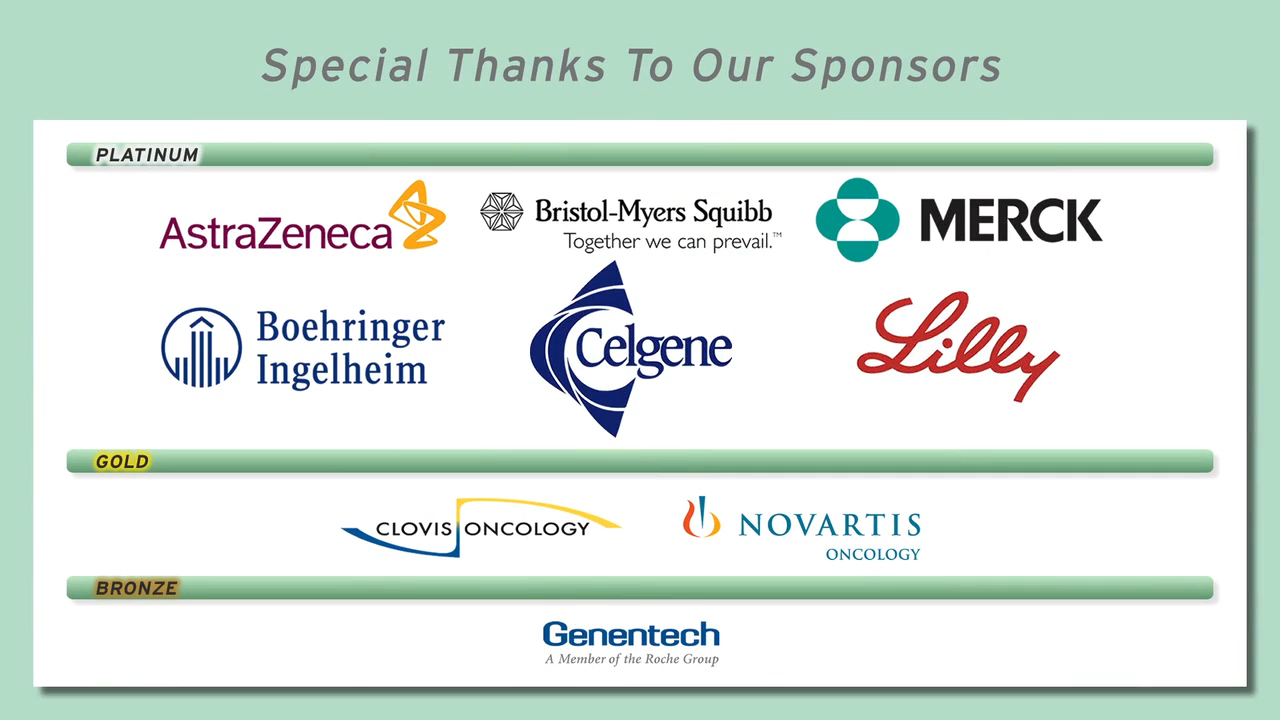 Special Thanks To Our Sponsors
PLATINUM
AstraZeneca
Bristol-Myers Squibb
Together we can prevail.™
MERCK
Boehringer
Ingelheim
Celgene
Lilly
GOLD
CLOVIS ONCOLOGY
NOVARTIS
ONCOLOGY
BRONZE
Genentech
A Member of the Roche Group